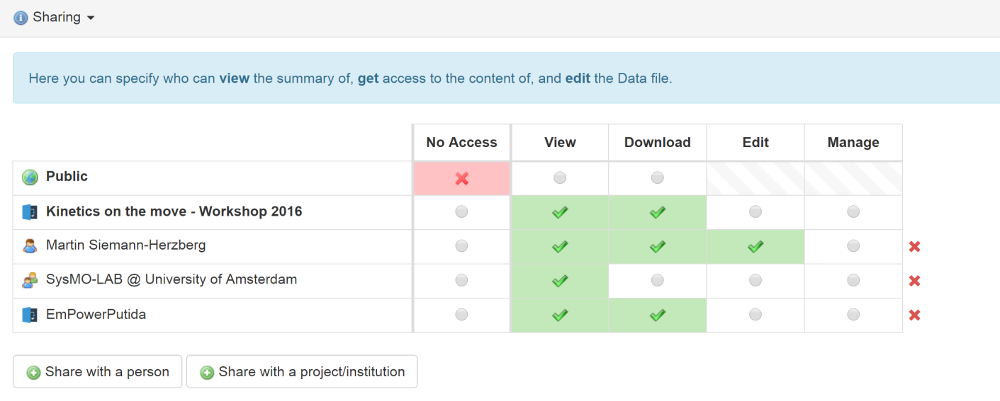 Sharing
Here you can specify who can view the summary of, get access to the content of, and edit the Data file.
No Access View Download Edit Manage
Public
Kinetics on the move - Workshop 2016
Martin Siemann-Herzberg
SysMO-LAB @ University of Amsterdam
EmPowerPutida
Share with a person Share with a project/institution